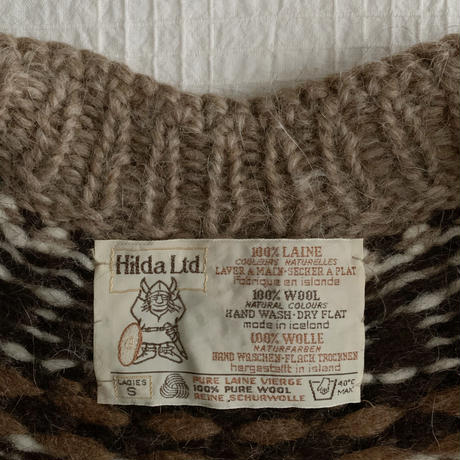 Hilda Ltd.
100% LAINE
COULEURS NATURELLES
LAVER A MAIN-SECHER A PLAT
fabrique en islande
100% WOOL
NATURAL COLOURS
HAND WASH-DRY FLAT
made in iceland
100% WOLLE
NATURFARBEN
HAND WASCHEN-FLACH TROCKNEN
hergestellt in island
LADIES
S
PURE LAINE VIERGE
100% PURE WOOL
REINE SCHURWOLLE
40°C
MAX